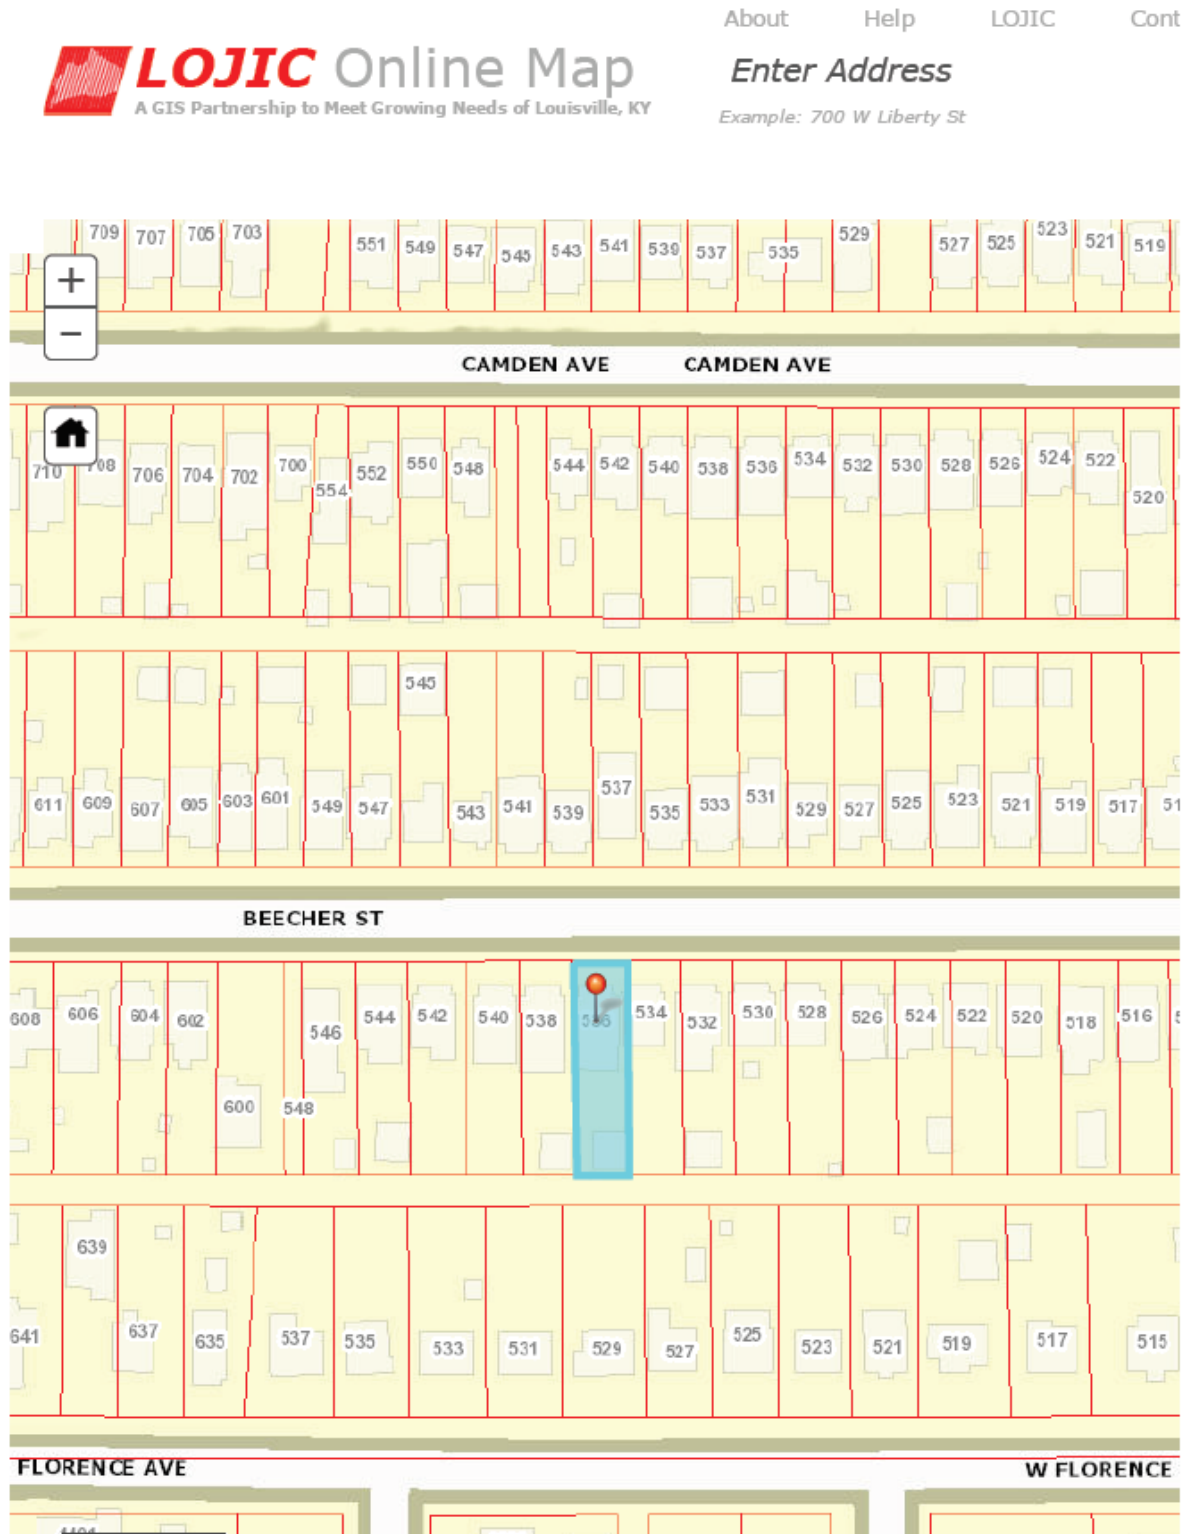 About Help LOJIC Cont
LOJIC Online Map
Enter Address
A GIS Partnership to Meet Growing Needs of Louisville, KY
Example: 700 W Liberty St
709 707 705 703 551 549 547 545 543 541 539 537 535 529 527 525 523 521 519
+
−
CAMDEN AVE CAMDEN AVE
710 708 706 704 702 700 554 552 550 548 544 542 540 538 536 534 532 530 528 526 524 522 520
545
611 609 607 605 603 601 549 547 543 541 539 537 535 533 531 529 527 525 523 521 519 517 51
BEECHER ST
608 606 604 602 546 544 542 540 538 536 534 532 530 528 526 524 522 520 518 516 5
600 548
639
641 637 635 537 535 533 531 529 527 525 523 521 519 517 515
FLORENCE AVE W FLORENCE